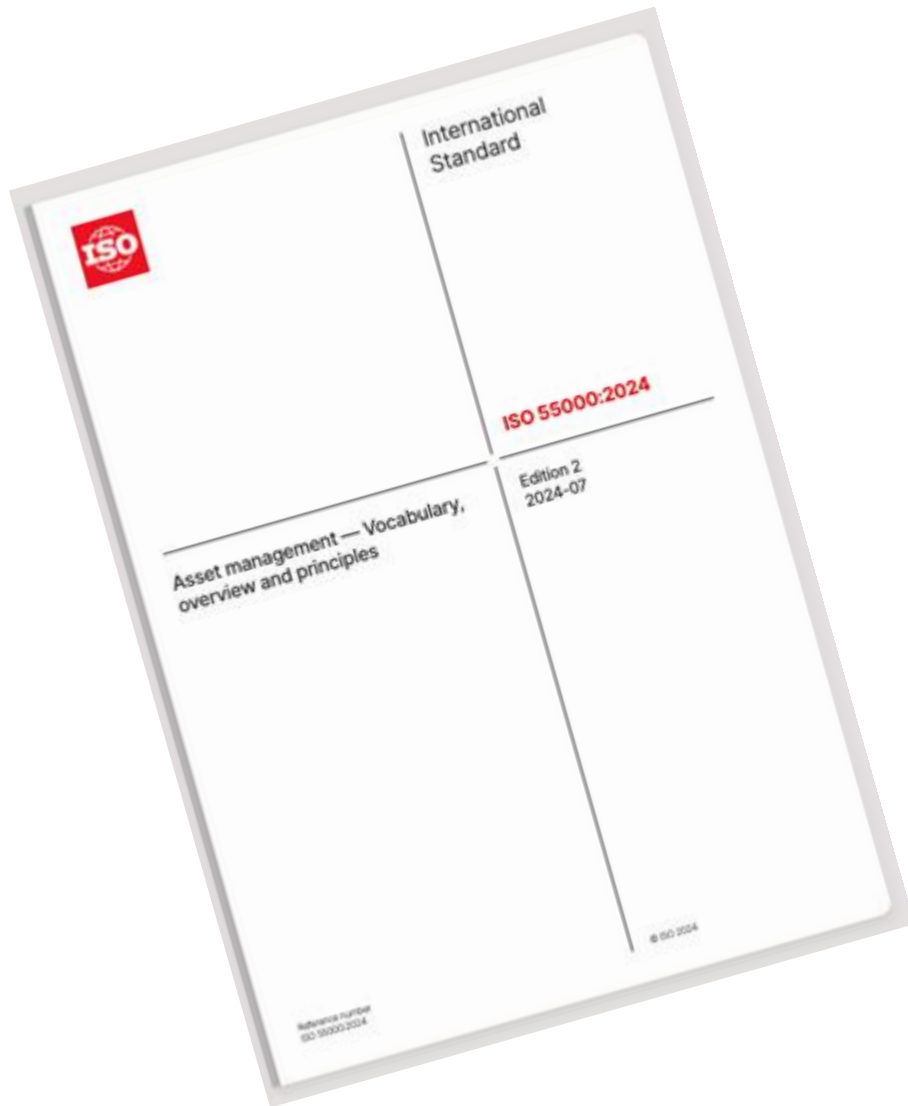 International
Standard
ISO
ISO 55000:2024
Edition 2
2024-07
Asset management — Vocabulary,
overview and principles
© ISO 2024
Reference number
ISO 55000:2024